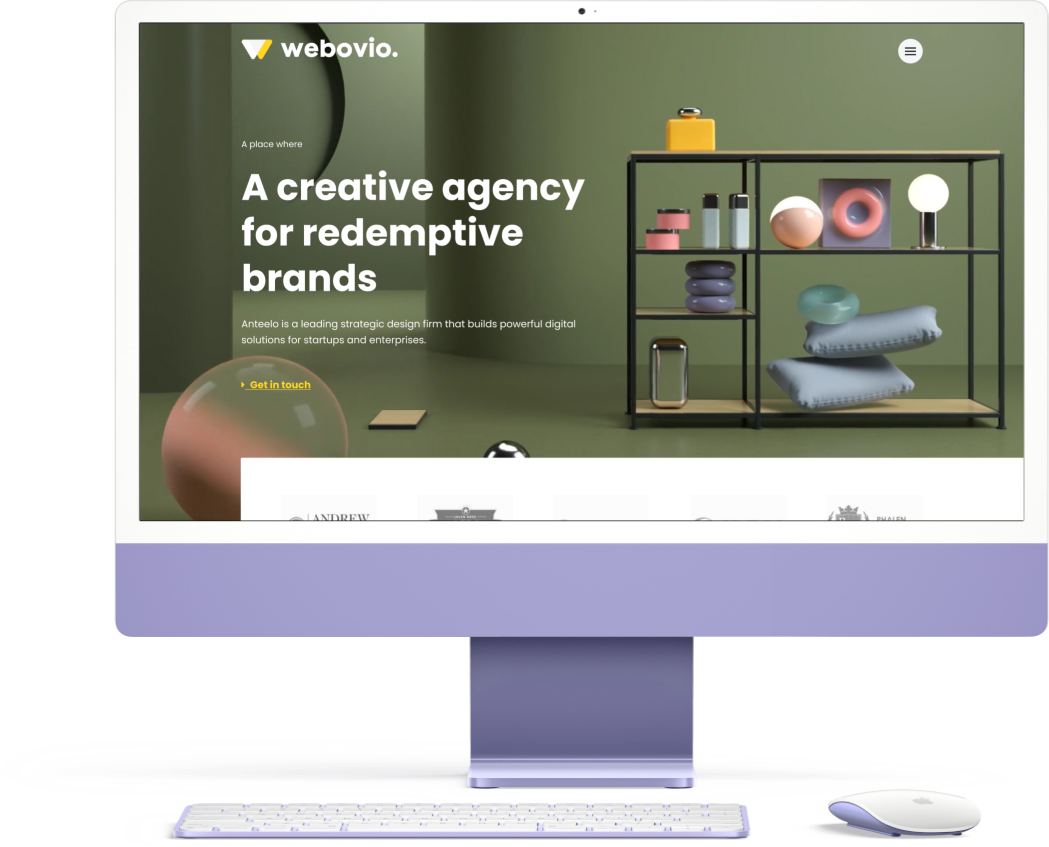 webovio.
A place where
A creative agency
for redemptive
brands
Anteelo is a leading strategic design firm that builds powerful digital
solutions for startups and enterprises.
Get in touch
ANDREW
PHALEN